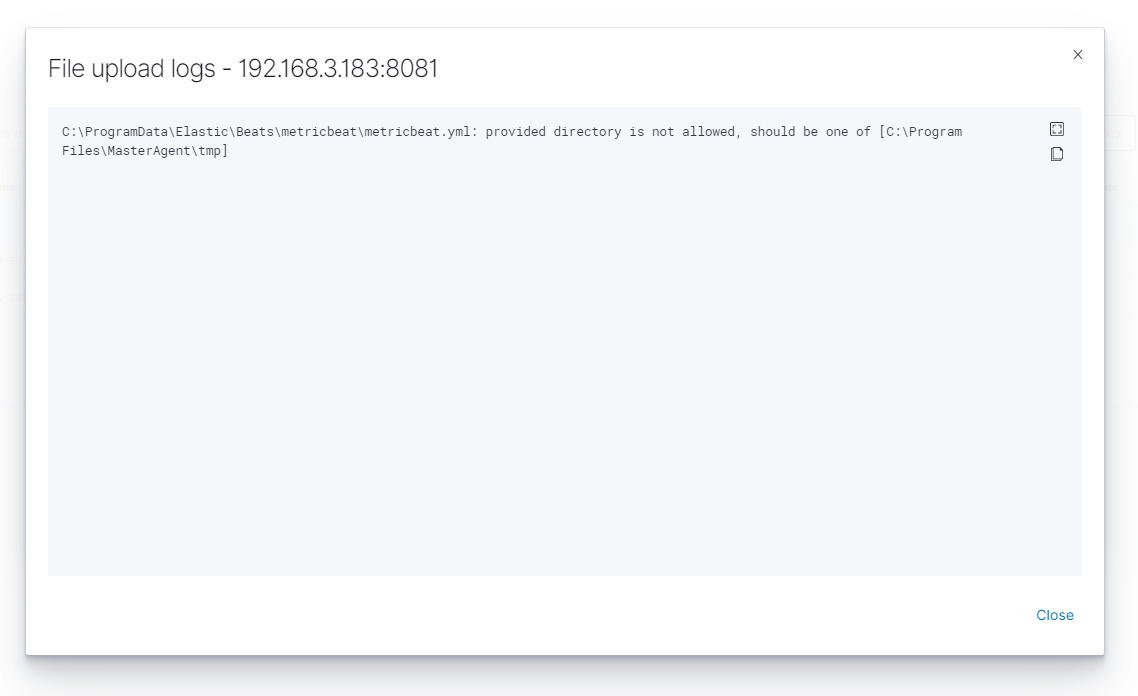 File upload logs - 192.168.3.183:8081
C:\ProgramData\Elastic\Beats\metricbeat\metricbeat.yml: provided directory is not allowed, should be one of [C:\Program
Files\MasterAgent\tmp]
Close